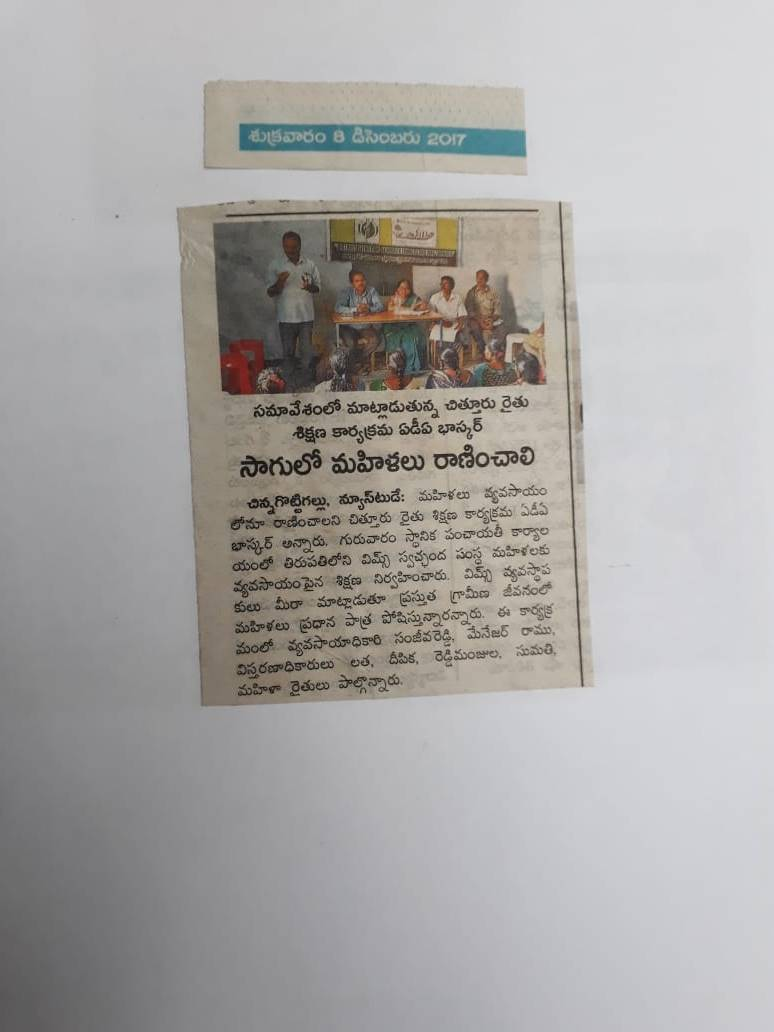 శుక్రవారం 8 డిసెంబరు 2017
సమావేశంలో మాట్లాడుతున్న చిత్తూరు రైతు
శిక్షణ కార్యక్రమ ఏడీఏ భాస్కర్
సాగులో మహిళలు రాణించాలి
చిన్నగొట్టిగల్లు, న్యూస్‌టుడే: మహిళలు వ్యవసాయం
లోనూ రాణించాలని చిత్తూరు రైతు శిక్షణ కార్యక్రమ ఏడీఏ
భాస్కర్ అన్నారు. గురువారం స్థానిక పంచాయతీ కార్యాల
యంలో తిరుపతిలోని విమ్స్ స్వచ్ఛంద సంస్థ మహిళలకు
వ్యవసాయంపైన శిక్షణ నిర్వహించారు. విమ్స్ వ్యవస్థాప
కులు మీరా మాట్లాడుతూ ప్రస్తుత గ్రామీణ జీవనంలో
మహిళలు ప్రధాన పాత్ర పోషిస్తున్నారన్నారు. ఈ కార్యక్ర
మంలో వ్యవసాయాధికారి సంజీవరెడ్డి, మేనేజర్ రాము,
విస్తరణాధికారులు లత, దీపిక, రెడ్డిమంజుల, సుమతి,
మహిళా రైతులు పాల్గొన్నారు.